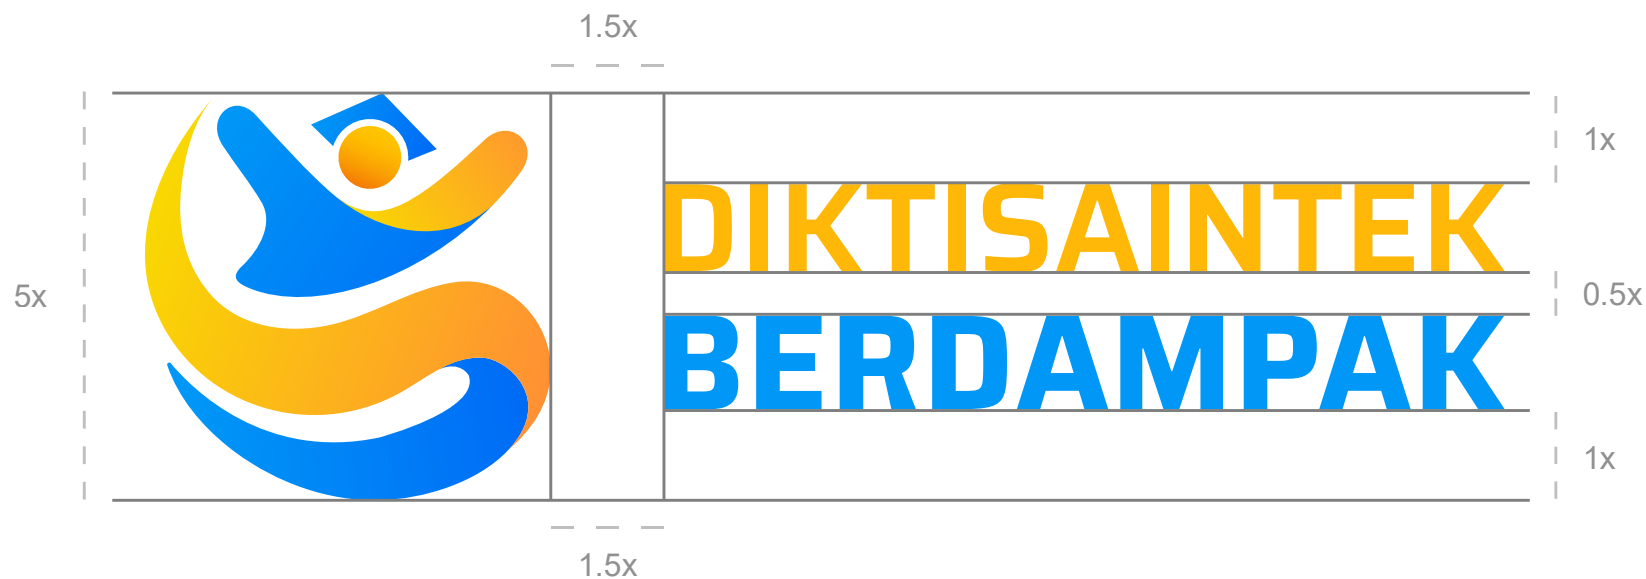 1.5x
1x
DIKTISAINTEK
5x
0.5x
BERDAMPAK
1x
1.5x